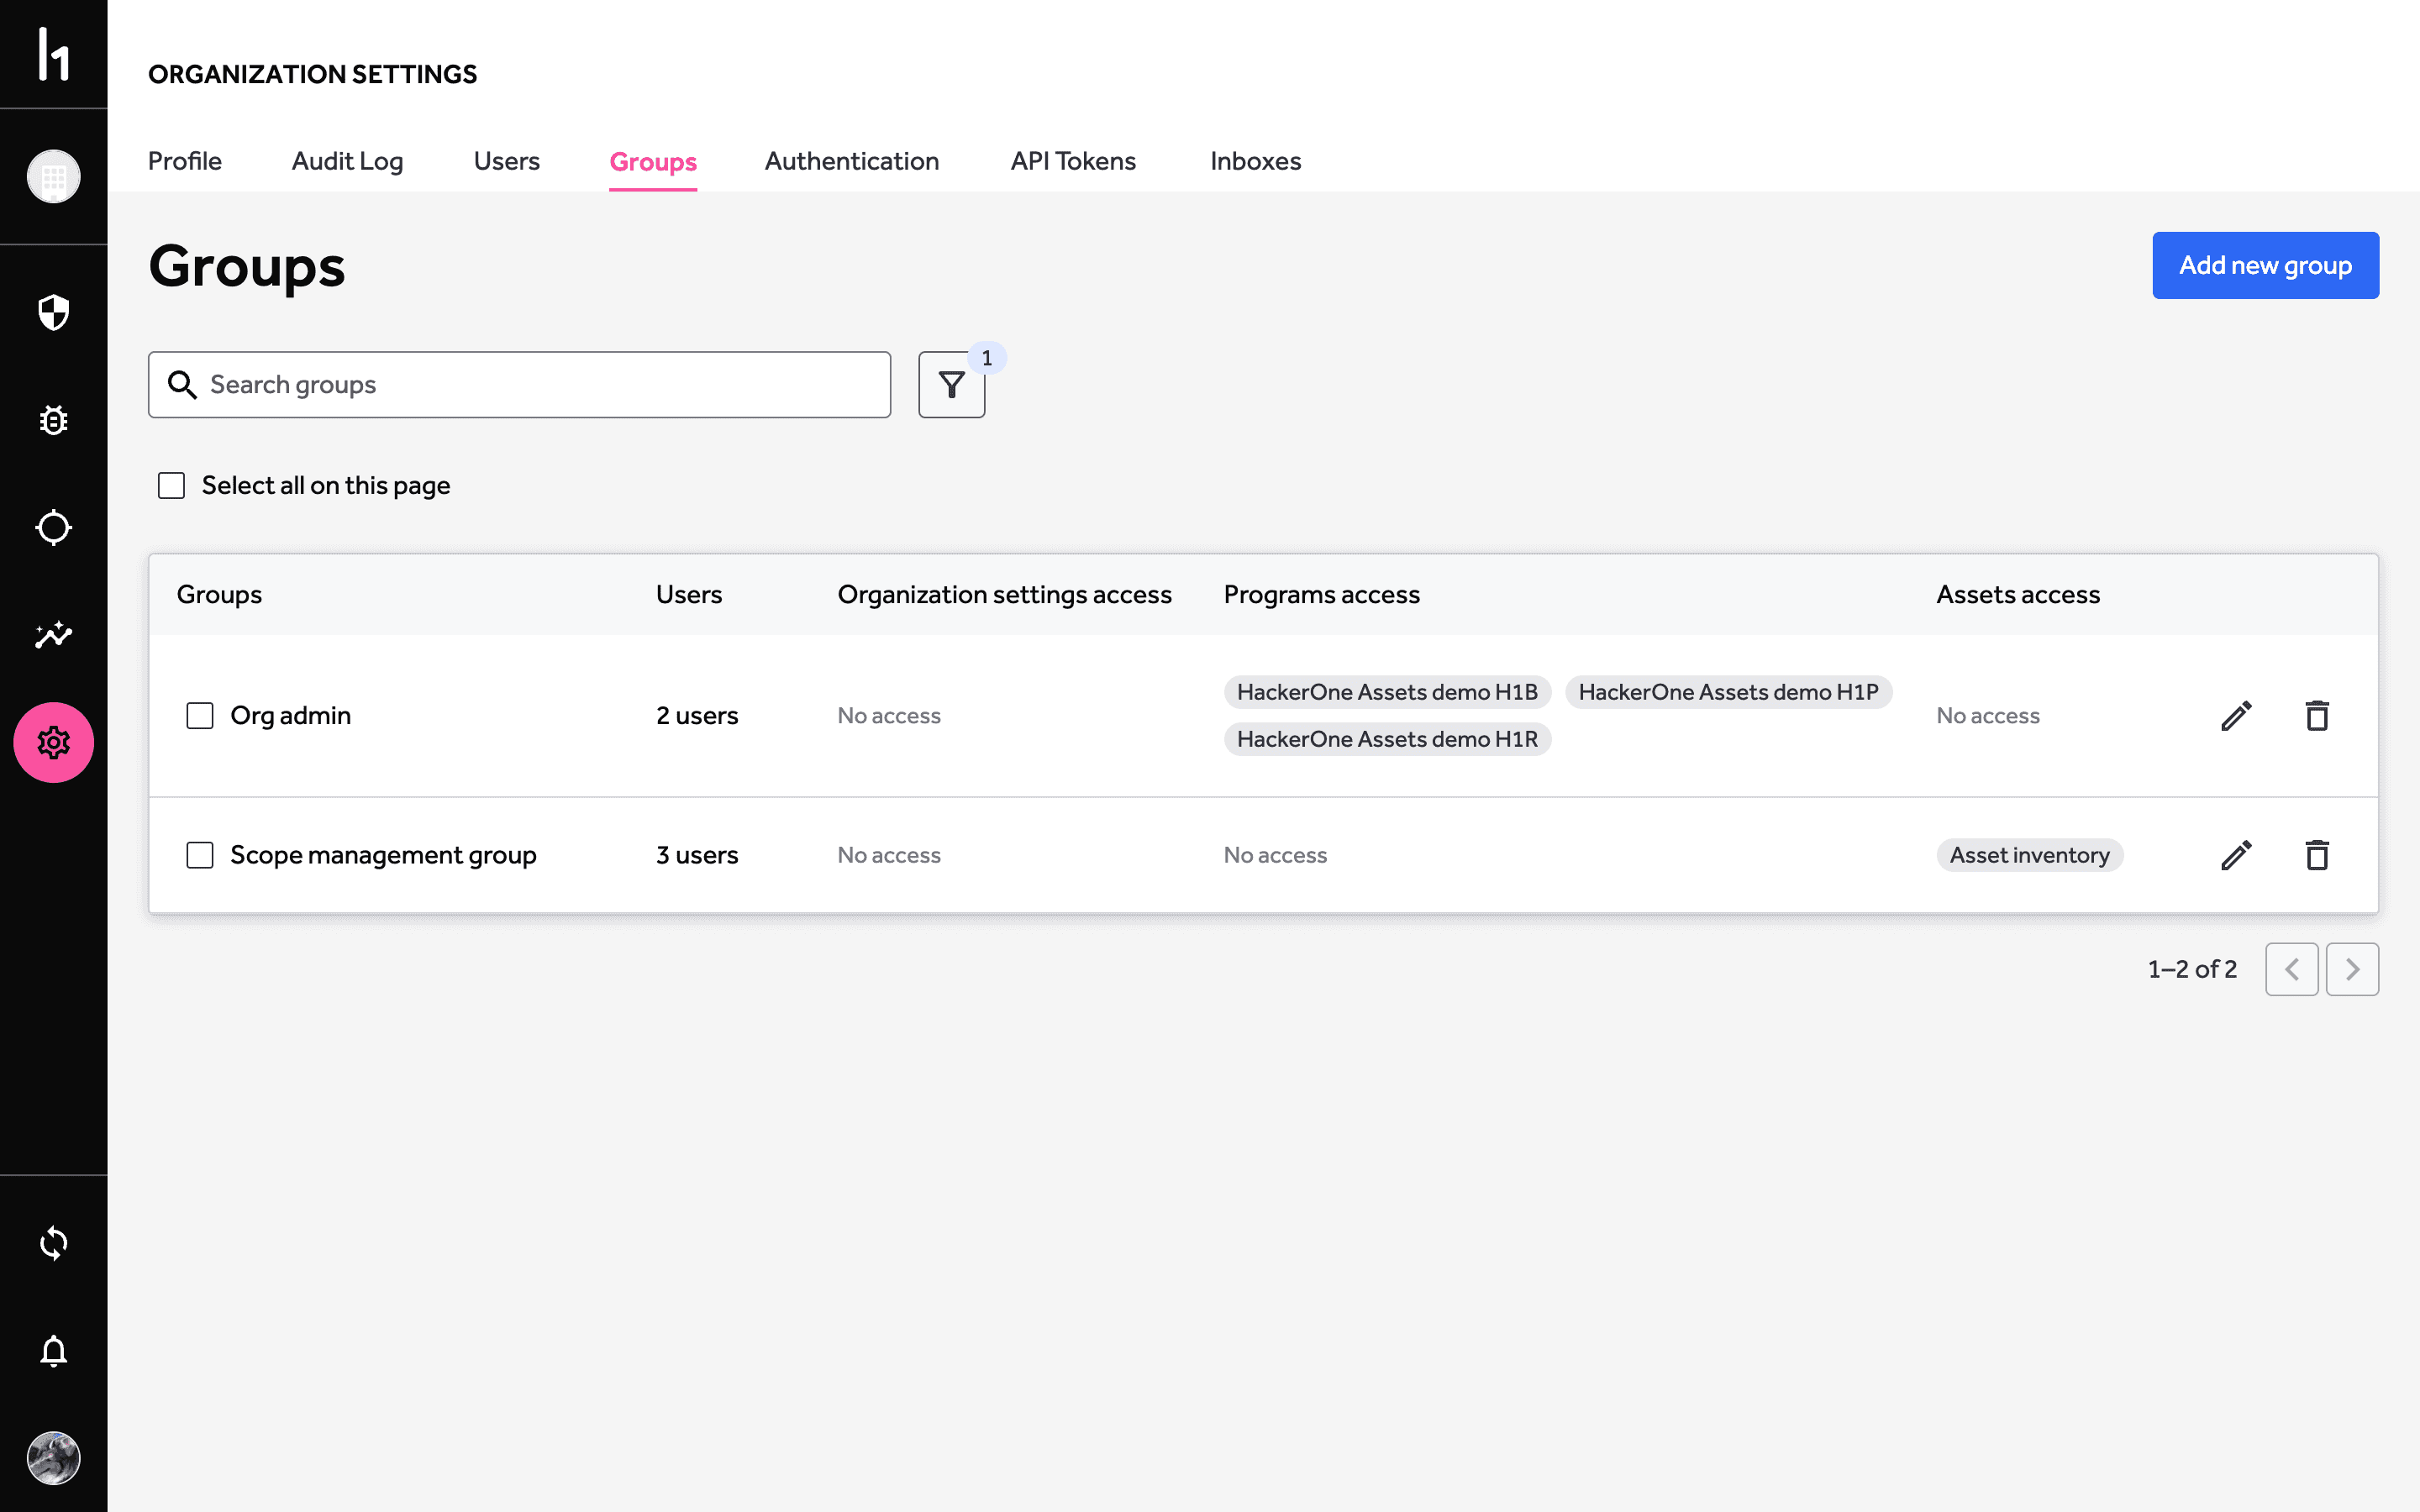 h1
ORGANIZATION SETTINGS
Profile Audit Log Users Groups Authentication API Tokens Inboxes
Groups
Add new group
Search groups
1
Select all on this page
Groups Users Organization settings access Programs access Assets access
Org admin 2 users No access HackerOne Assets demo H1B HackerOne Assets demo H1P No access
HackerOne Assets demo H1R
Scope management group 3 users No access No access Asset inventory
1–2 of 2